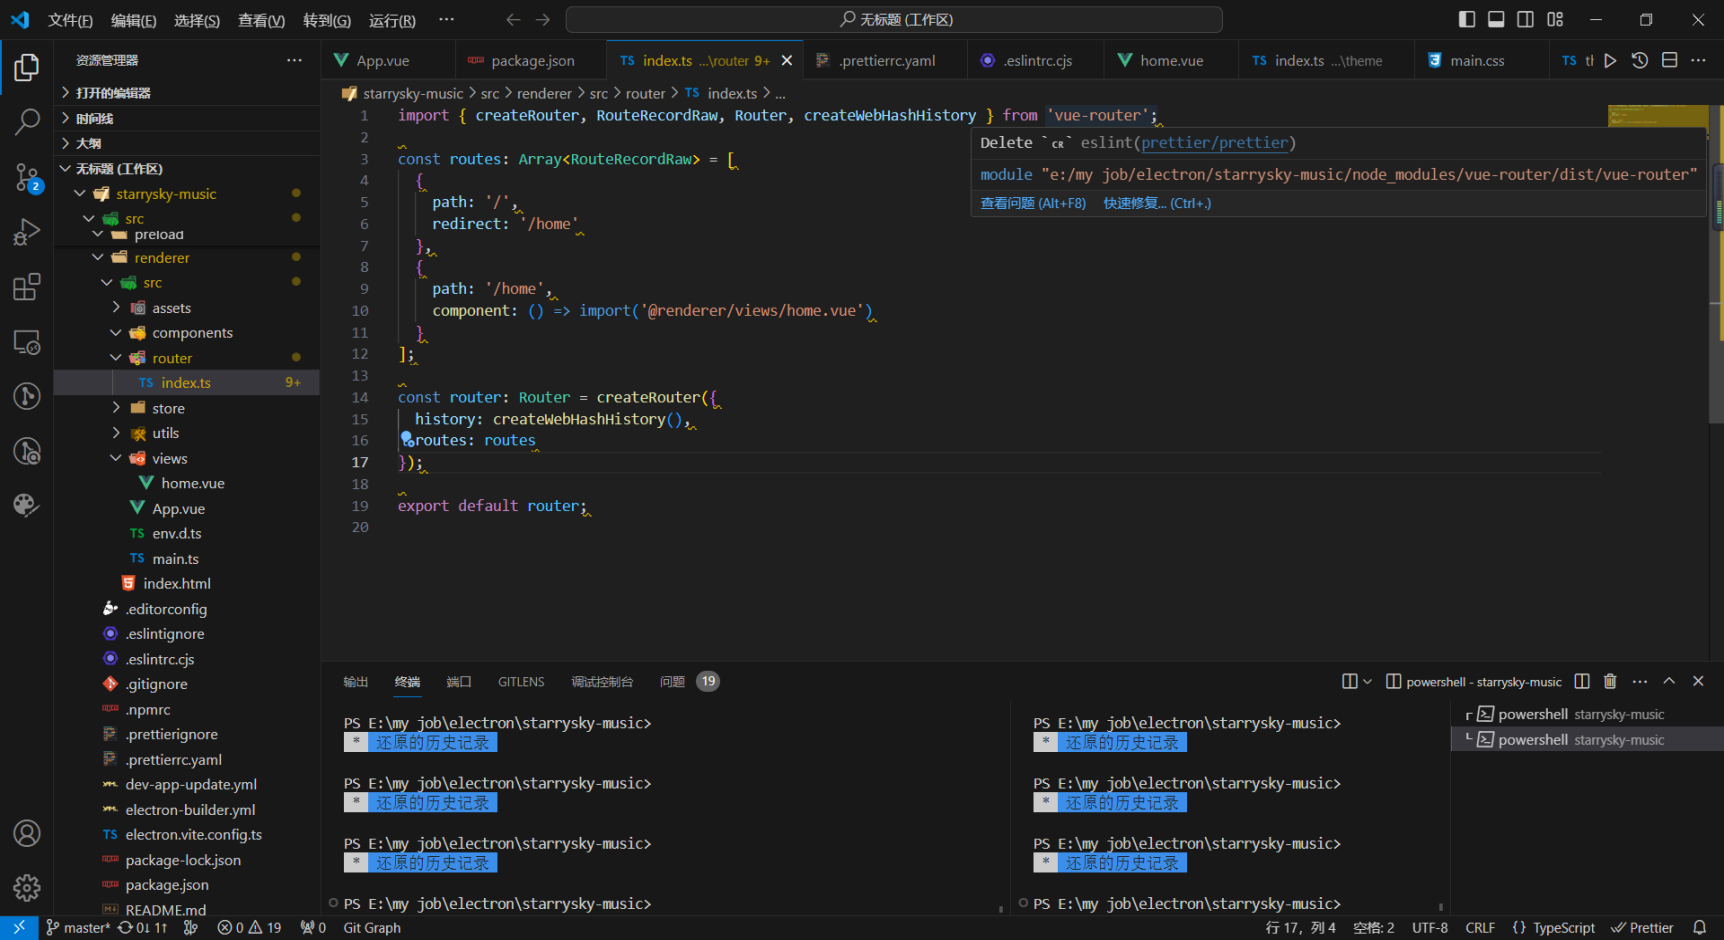 文件(F) 编辑(E) 选择(S) 查看(V) 转到(G) 运行(R) ··· 无标题 (工作区)
资源管理器 ···
App.vue package.json TS index.ts ...\router 9+ .prettierrc.yaml .eslintrc.cjs home.vue TS index.ts ...\theme main.css TS th
starrysky-music > src > renderer > src > router > TS index.ts > ...
打开的编辑器
时间线
大纲
无标题 (工作区)
starrysky-music
src
preload
renderer
src
assets
components
router
TS index.ts 9+
store
utils
views
home.vue
App.vue
TS env.d.ts
TS main.ts
index.html
.editorconfig
.eslintignore
.eslintrc.cjs
.gitignore
.npmrc
.prettierignore
.prettierrc.yaml
dev-app-update.yml
electron-builder.yml
TS electron.vite.config.ts
package-lock.json
package.json
README.md
2
1 import { createRouter, RouteRecordRaw, Router, createWebHashHistory } from 'vue-router';
2
3 const routes: Array<RouteRecordRaw> = [
4 {
5 path: '/',
6 redirect: '/home'
7 },
8 {
9 path: '/home',
10 component: () => import('@renderer/views/home.vue')
11 }
12 ];
13
14 const router: Router = createRouter({
15 history: createWebHashHistory(),
16 routes: routes
17 });
18
19 export default router;
20
Delete `␍` eslint(prettier/prettier)
module "e:/my job/electron/starrysky-music/node_modules/vue-router/dist/vue-router"
查看问题 (Alt+F8) 快速修复... (Ctrl+.)
输出 终端 端口 GITLENS 调试控制台 问题 19
powershell - starrysky-music
PS E:\my job\electron\starrysky-music>
* 还原的历史记录
PS E:\my job\electron\starrysky-music>
* 还原的历史记录
PS E:\my job\electron\starrysky-music>
* 还原的历史记录
PS E:\my job\electron\starrysky-music>
PS E:\my job\electron\starrysky-music>
* 还原的历史记录
PS E:\my job\electron\starrysky-music>
* 还原的历史记录
PS E:\my job\electron\starrysky-music>
* 还原的历史记录
PS E:\my job\electron\starrysky-music>
powershell starrysky-music
powershell starrysky-music
master* 0↓ 1↑ 0 19 0 Git Graph 行 17, 列 4 空格: 2 UTF-8 CRLF {} TypeScript Prettier